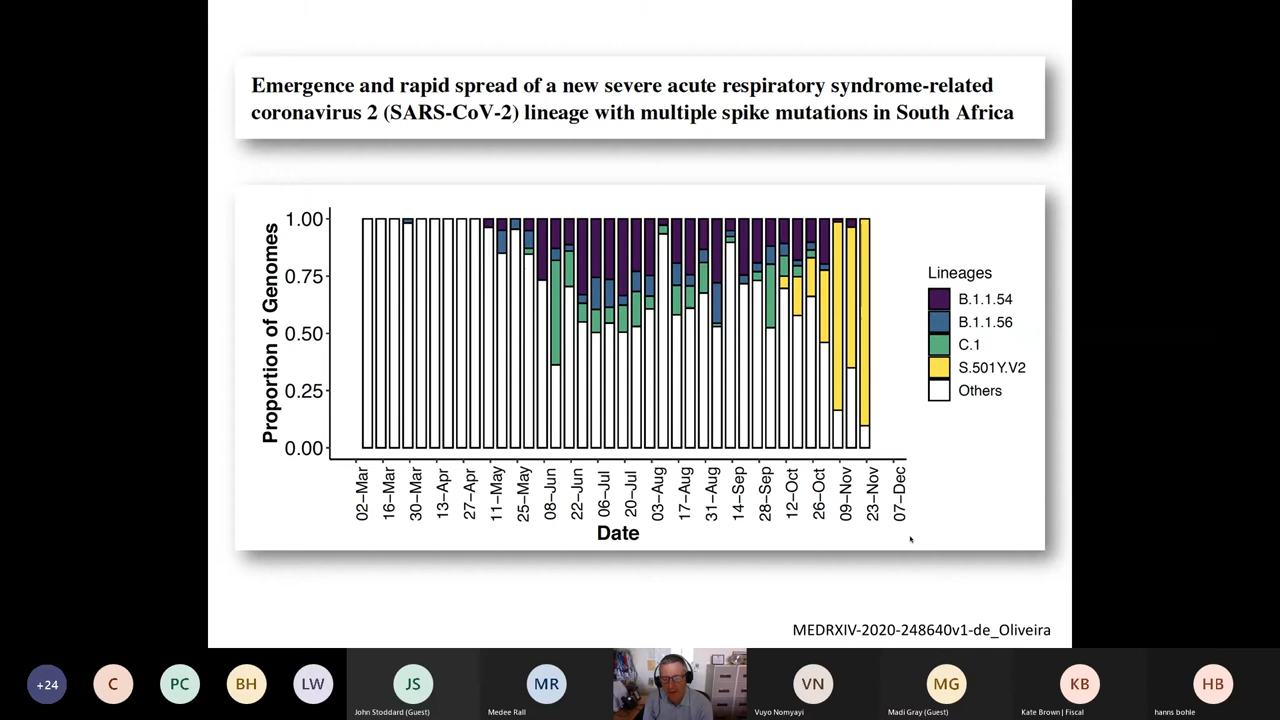 Emergence and rapid spread of a new severe acute respiratory syndrome-related
coronavirus 2 (SARS-CoV-2) lineage with multiple spike mutations in South Africa
Proportion of Genomes
1.00
0.75
0.50
0.25
0.00
02-Mar
16-Mar
30-Mar
13-Apr
27-Apr
11-May
25-May
08-Jun
22-Jun
06-Jul
20-Jul
03-Aug
17-Aug
31-Aug
14-Sep
28-Sep
12-Oct
26-Oct
09-Nov
23-Nov
07-Dec
Date
Lineages
B.1.1.54
B.1.1.56
C.1
S.501Y.V2
Others
MEDRXIV-2020-248640v1-de_Oliveira
+24
C
PC
BH
LW
JS
John Stoddard (Guest)
MR
Medee Rall
VN
Vuyo Nomyayi
MG
Madi Gray (Guest)
KB
Kate Brown | Fiscal
HB
hanns bohle